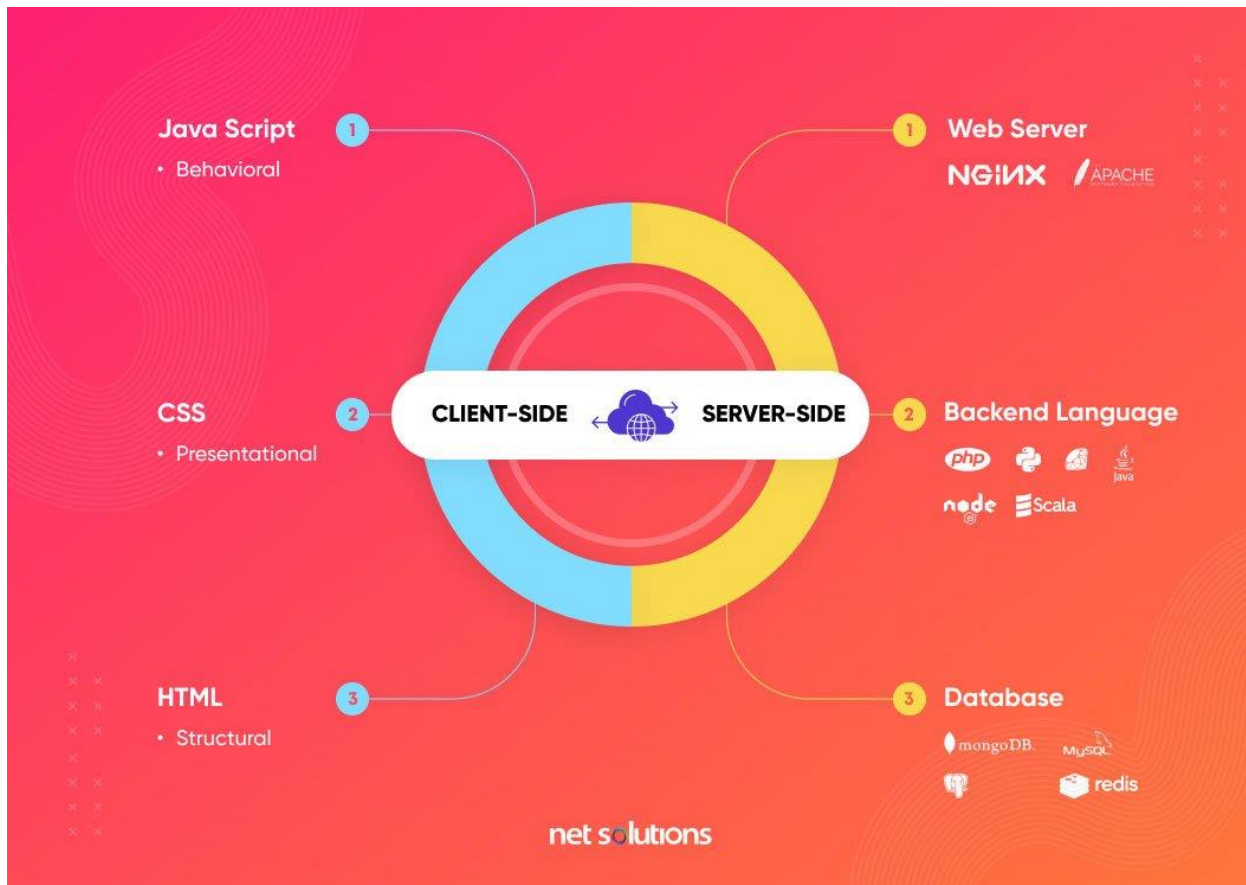 Java Script
1
• Behavioral
1
Web Server
NGINX
APACHE
CSS
2
• Presentational
CLIENT-SIDE
SERVER-SIDE
2
Backend Language
php
Java
node
JS
Scala
HTML
3
• Structural
3
Database
mongoDB.
MySQL
redis
net solutions